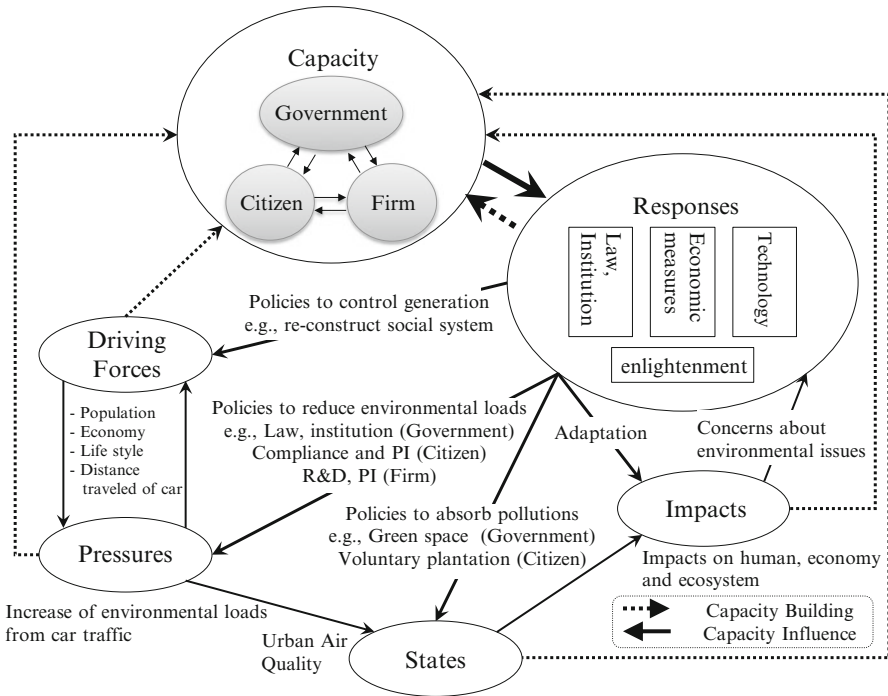 Capacity
Government
Citizen
Firm
Responses
Law,
Institution
Economic
measures
Technology
enlightenment
Policies to control generation
e.g., re-construct social system
Driving
Forces
- Population
- Economy
- Life style
- Distance
traveled of car
Policies to reduce environmental loads
e.g., Law, institution (Government)
Compliance and PI (Citizen)
R&D, PI (Firm)
Adaptation
Concerns about
environmental issues
Policies to absorb pollutions
e.g., Green space (Government)
Voluntary plantation (Citizen)
Pressures
Impacts
Impacts on human, economy
and ecosystem
Increase of environmental loads
from car traffic
Urban Air
Quality
States
Capacity Building
Capacity Influence